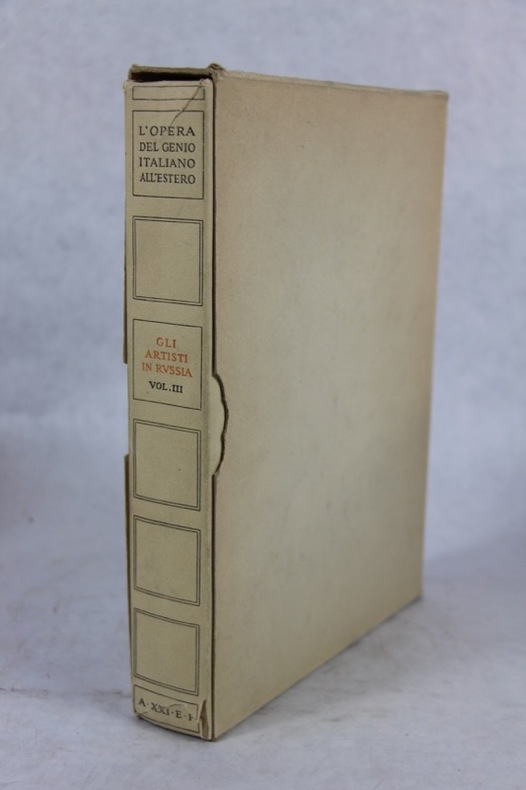 L'OPERA
DEL GENIO
ITALIANO
ALL'ESTERO
GLI
ARTISTI
IN RVSSIA
VOL.III
A·XXI·E·F